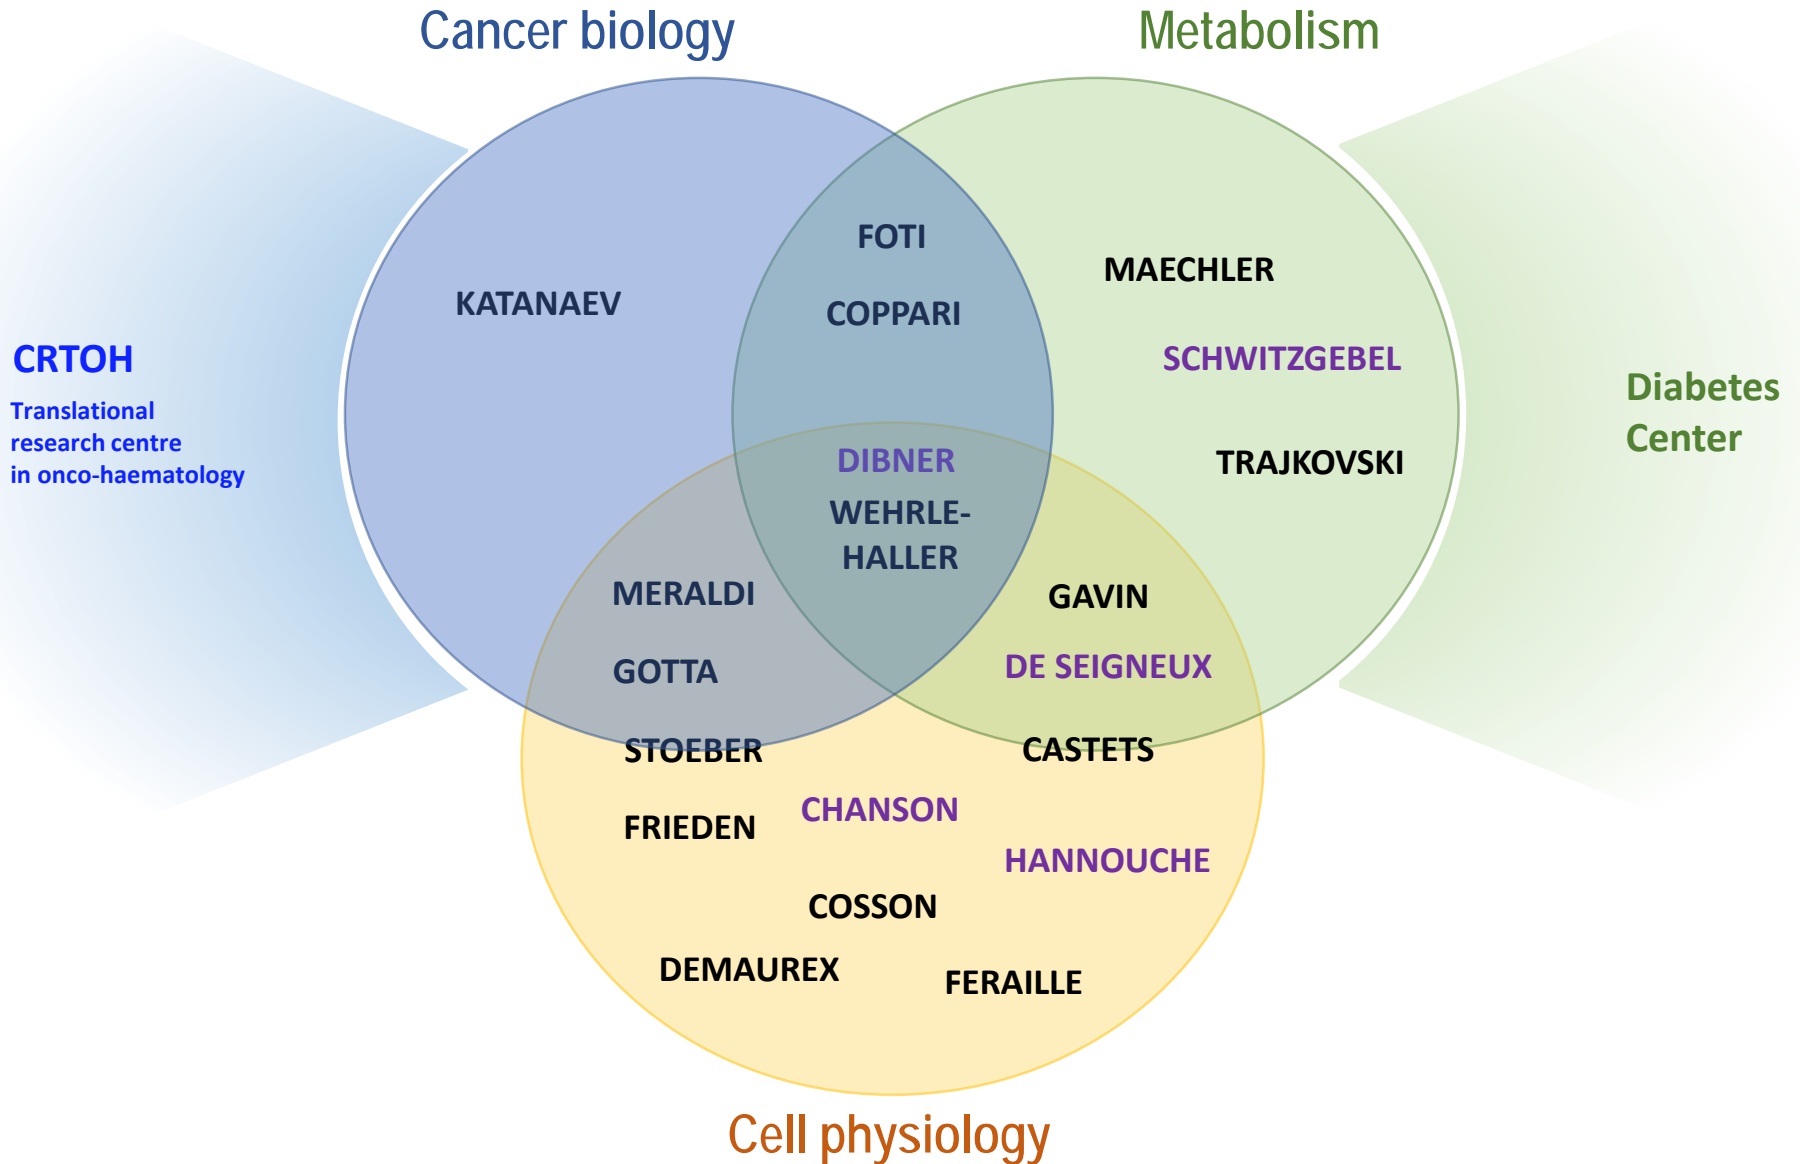 Cancer biology
Metabolism
FOTI
MAECHLER
KATANAEV
COPPARI
CRTOH
SCHWITZGEBEL
Translational
research centre
in onco-haematology
Diabetes
Center
DIBNER
TRAJKOVSKI
WEHRLE-
HALLER
MERALDI
GAVIN
GOTTA
DE SEIGNEUX
STOEBER
CASTETS
CHANSON
FRIEDEN
HANNOUCHE
COSSON
DEMAUREX
FERAILLE
Cell physiology